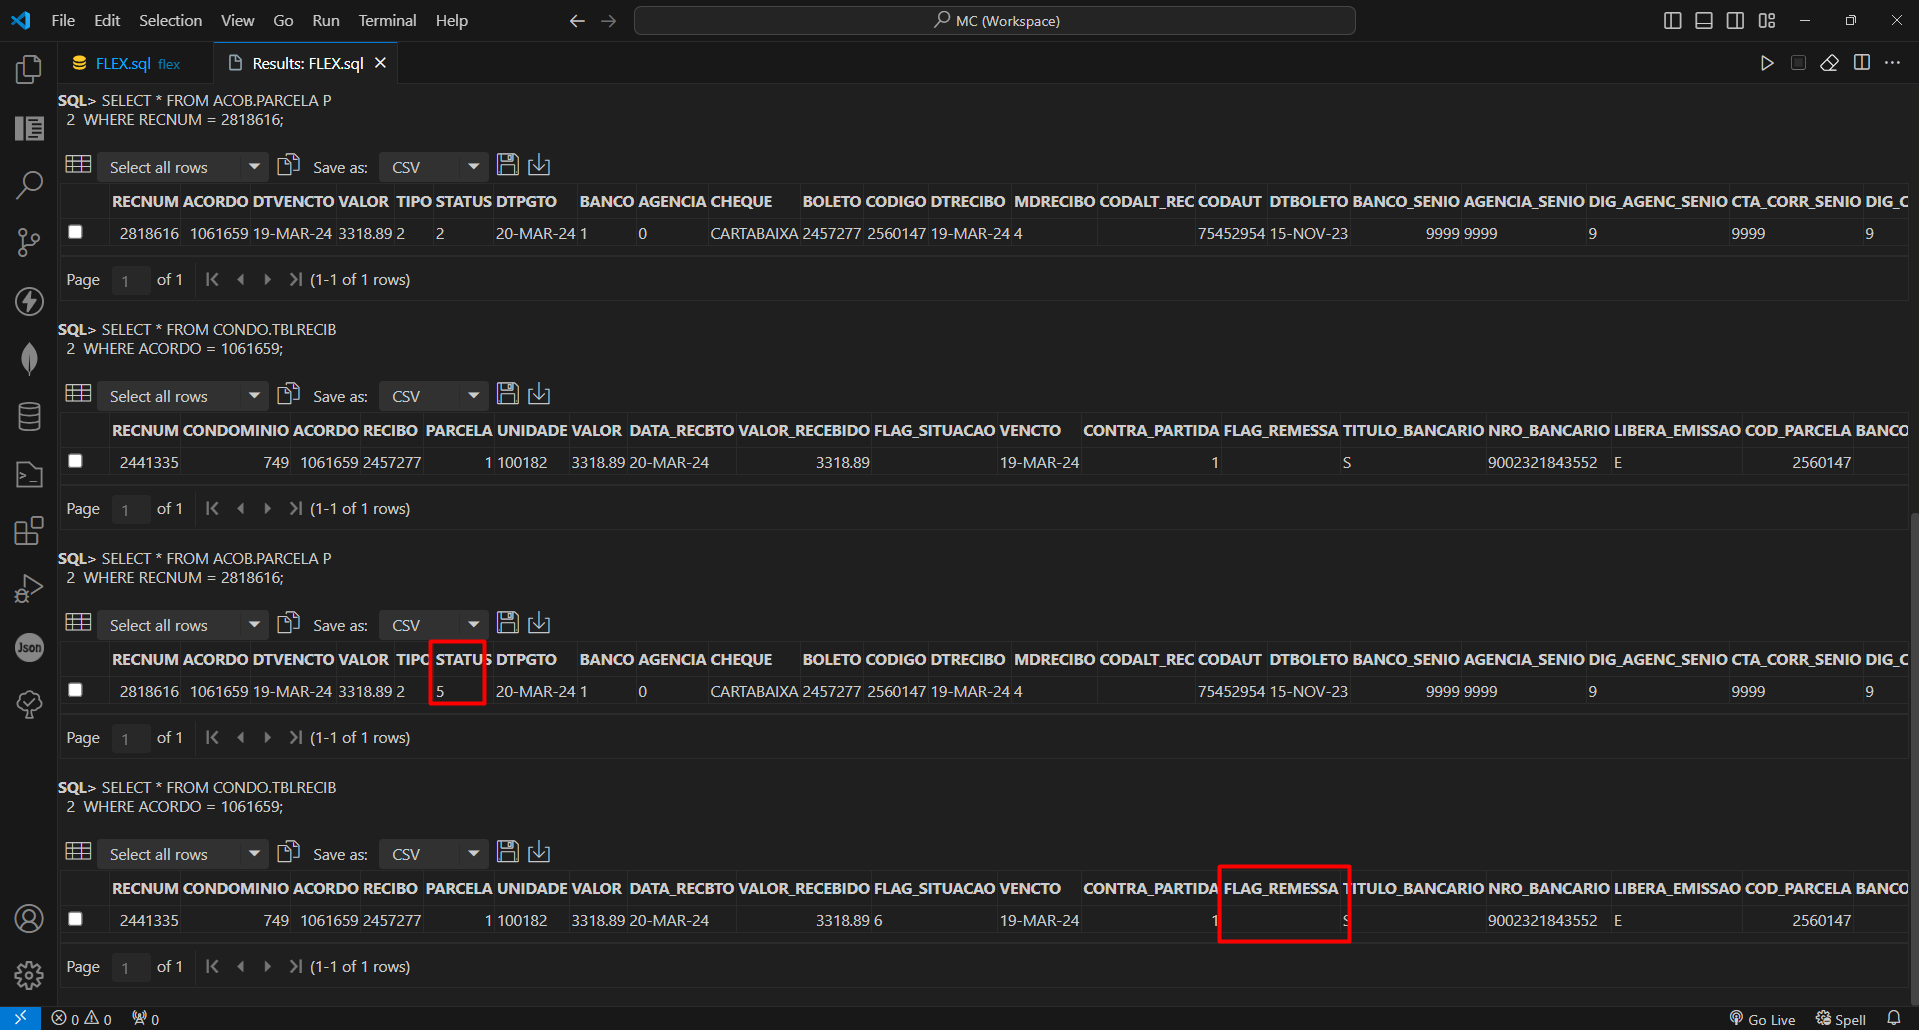 File Edit Selection View Go Run Terminal Help MC (Workspace)
FLEX.sql flex Results: FLEX.sql
SQL> SELECT * FROM ACOB.PARCELA P
2 WHERE RECNUM = 2818616;
Select all rows Save as: CSV
RECNUM ACORDO DTVENCTO VALOR TIPO STATUS DTPGTO BANCO AGENCIA CHEQUE BOLETO CODIGO DTRECIBO MDRECIBO CODALT_REC CODAUT DTBOLETO BANCO_SENIO AGENCIA_SENIO DIG_AGENC_SENIO CTA_CORR_SENIO DIG_C
2818616 1061659 19-MAR-24 3318.89 2 2 20-MAR-24 1 0 CARTABAIXA 2457277 2560147 19-MAR-24 4 75452954 15-NOV-23 9999 9999 9 9999 9
Page 1 of 1 (1-1 of 1 rows)
SQL> SELECT * FROM CONDO.TBLRECIB
2 WHERE ACORDO = 1061659;
Select all rows Save as: CSV
RECNUM CONDOMINIO ACORDO RECIBO PARCELA UNIDADE VALOR DATA_RECBTO VALOR_RECEBIDO FLAG_SITUACAO VENCTO CONTRA_PARTIDA FLAG_REMESSA TITULO_BANCARIO NRO_BANCARIO LIBERA_EMISSAO COD_PARCELA BANCO
2441335 749 1061659 2457277 1 100182 3318.89 20-MAR-24 3318.89 19-MAR-24 1 S 9002321843552 E 2560147
Page 1 of 1 (1-1 of 1 rows)
SQL> SELECT * FROM ACOB.PARCELA P
2 WHERE RECNUM = 2818616;
Select all rows Save as: CSV
RECNUM ACORDO DTVENCTO VALOR TIPO STATUS DTPGTO BANCO AGENCIA CHEQUE BOLETO CODIGO DTRECIBO MDRECIBO CODALT_REC CODAUT DTBOLETO BANCO_SENIO AGENCIA_SENIO DIG_AGENC_SENIO CTA_CORR_SENIO DIG_C
2818616 1061659 19-MAR-24 3318.89 2 5 20-MAR-24 1 0 CARTABAIXA 2457277 2560147 19-MAR-24 4 75452954 15-NOV-23 9999 9999 9 9999 9
Json
Page 1 of 1 (1-1 of 1 rows)
SQL> SELECT * FROM CONDO.TBLRECIB
2 WHERE ACORDO = 1061659;
Select all rows Save as: CSV
RECNUM CONDOMINIO ACORDO RECIBO PARCELA UNIDADE VALOR DATA_RECBTO VALOR_RECEBIDO FLAG_SITUACAO VENCTO CONTRA_PARTIDA FLAG_REMESSA TITULO_BANCARIO NRO_BANCARIO LIBERA_EMISSAO COD_PARCELA BANCO
2441335 749 1061659 2457277 1 100182 3318.89 20-MAR-24 3318.89 6 19-MAR-24 1 S 9002321843552 E 2560147
Page 1 of 1 (1-1 of 1 rows)
0 0 0 Go Live Spell